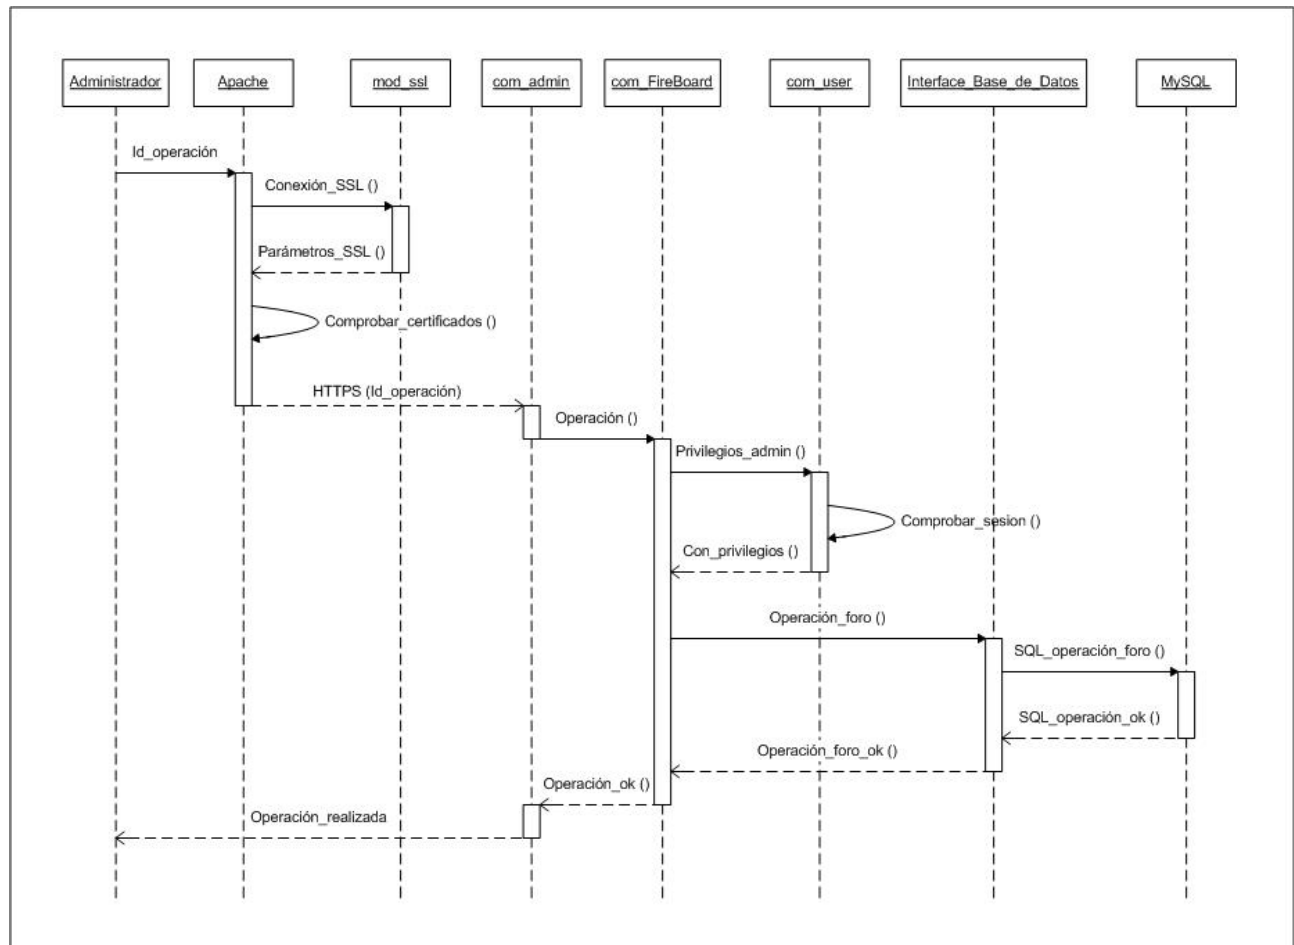 Administrador
Apache
mod_ssl
com_admin
com_FireBoard
com_user
Interface_Base_de_Datos
MySQL
Id_operación
Conexión_SSL ()
Parámetros_SSL ()
Comprobar_certificados ()
HTTPS (Id_operación)
Operación ()
Privilegios_admin ()
Comprobar_sesion ()
Con_privilegios ()
Operación_foro ()
SQL_operación_foro ()
SQL_operación_ok ()
Operación_foro_ok ()
Operación_ok ()
Operación_realizada